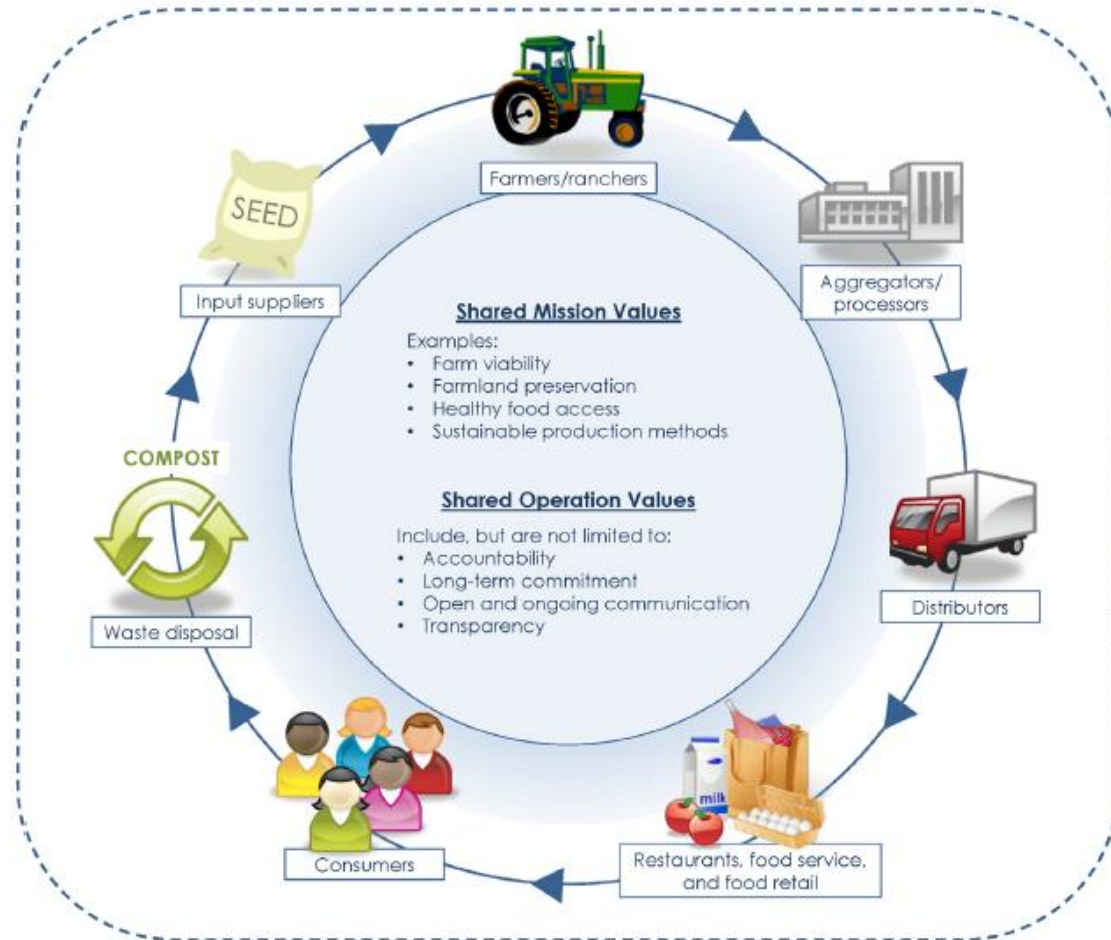 Farmers/ranchers
SEED
Input suppliers
Aggregators/
processors
Shared Mission Values
Examples:
• Farm viability
• Farmland preservation
• Healthy food access
• Sustainable production methods
COMPOST
Shared Operation Values
Include, but are not limited to:
• Accountability
• Long-term commitment
• Open and ongoing communication
• Transparency
Waste disposal
Distributors
milk
Consumers
Restaurants, food service,
and food retail